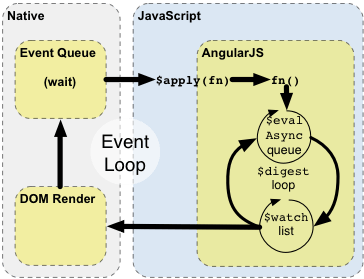 Native
JavaScript
Event Queue
(wait)
AngularJS
$apply(fn)
fn()
$eval
Async
queue
Event
Loop
$digest
loop
DOM Render
$watch
list